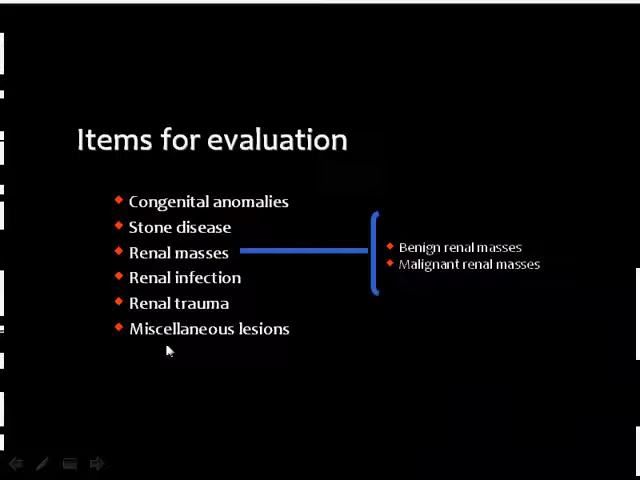 Items for evaluation
Congenital anomalies
Stone disease
Renal masses
Renal infection
Renal trauma
Miscellaneous lesions
Benign renal masses
Malignant renal masses